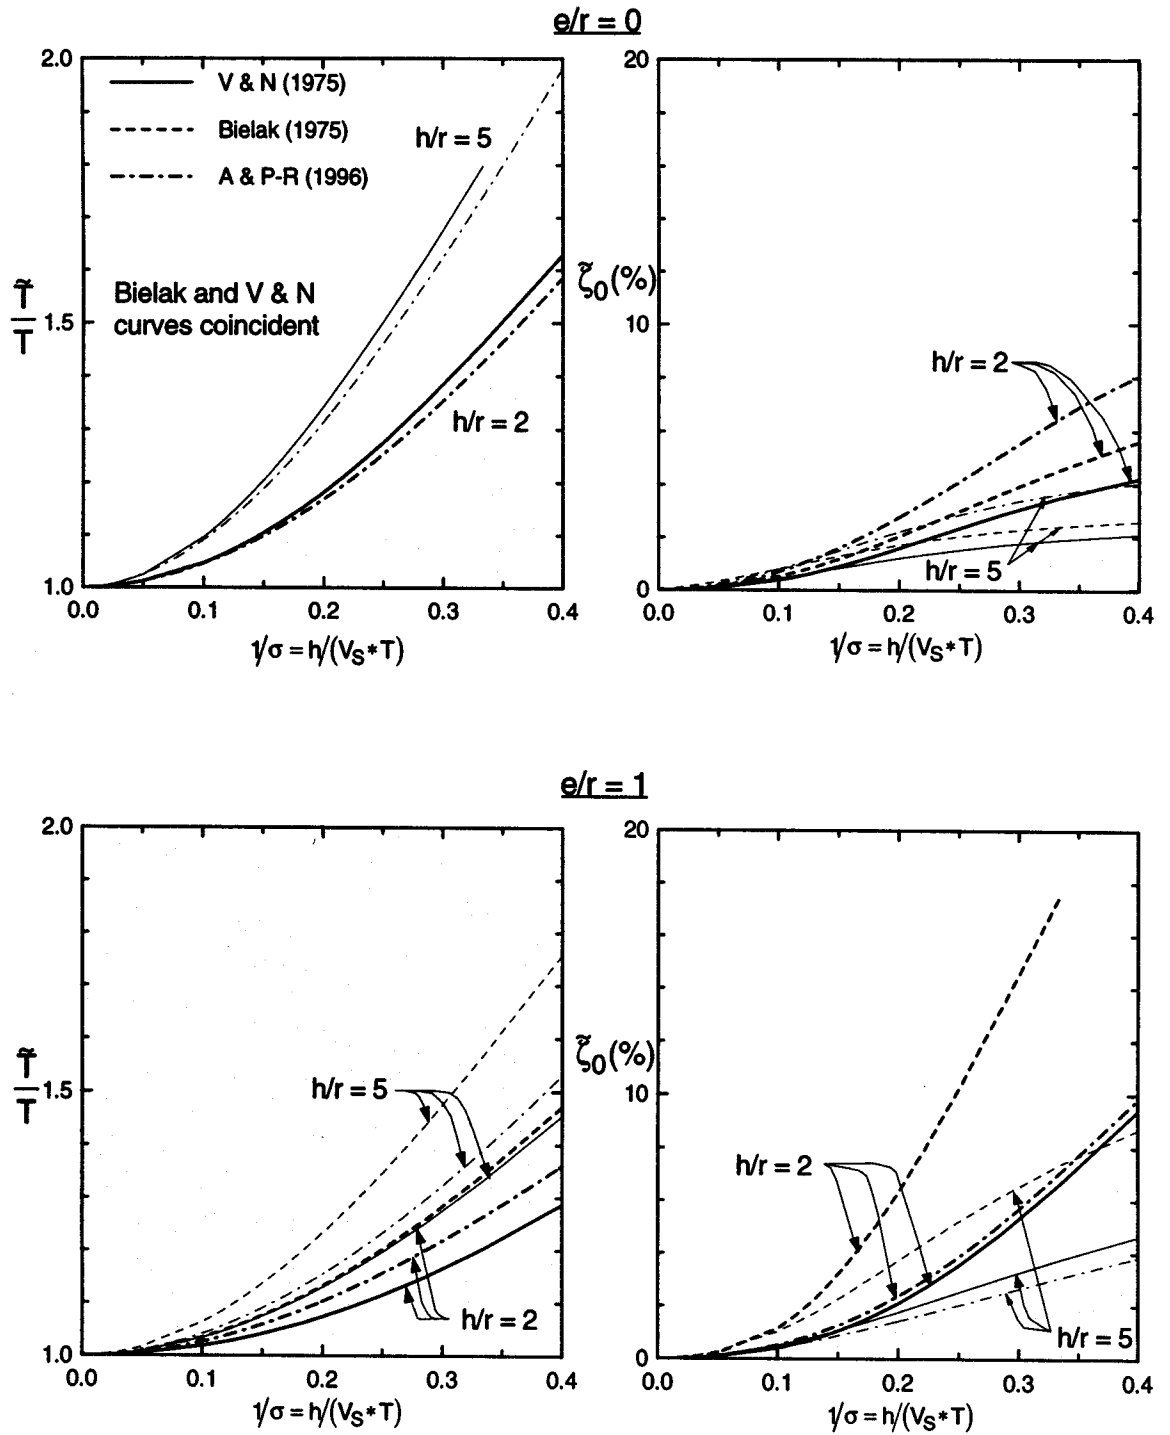 e/r = 0
2.0
V & N (1975)
Bielak (1975)
A & P-R (1996)
h/r = 5
T̃
T
1.5
Bielak and V & N
curves coincident
h/r = 2
1.0
0.0 0.1 0.2 0.3 0.4
1/σ = h/(VS*T)
20
ζ̃0(%)
10
h/r = 2
h/r = 5
0
0.0 0.1 0.2 0.3 0.4
1/σ = h/(VS*T)
e/r = 1
2.0
T̃
T
1.5
h/r = 5
h/r = 2
1.0
0.0 0.1 0.2 0.3 0.4
1/σ = h/(VS*T)
20
ζ̃0(%)
10
h/r = 2
h/r = 5
0
0.0 0.1 0.2 0.3 0.4
1/σ = h/(VS*T)